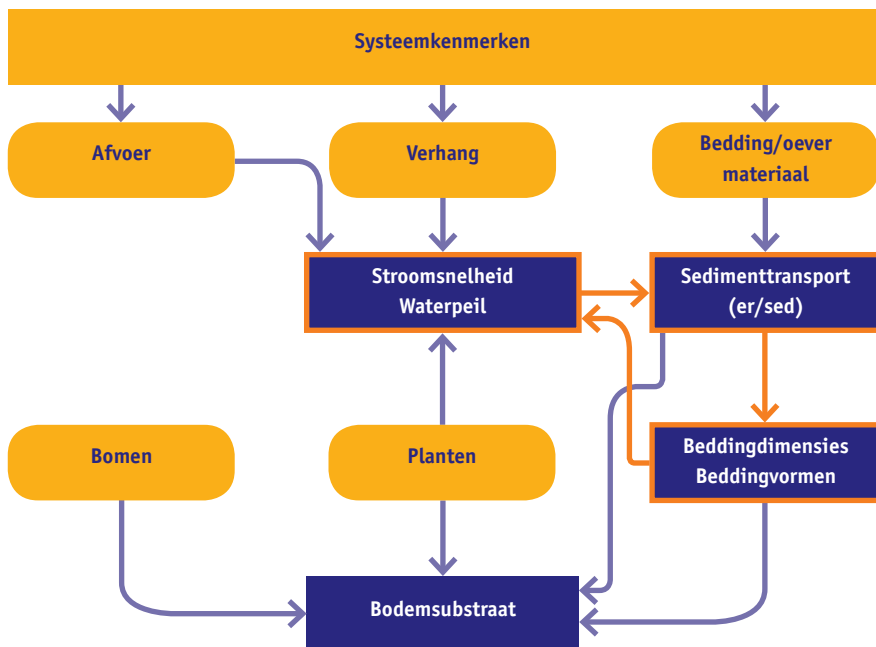 Systeemkenmerken
Afvoer
Verhang
Bedding/oever
materiaal
Stroomsnelheid
Waterpeil
Sedimenttransport
(er/sed)
Bomen
Planten
Beddingdimensies
Beddingvormen
Bodemsubstraat